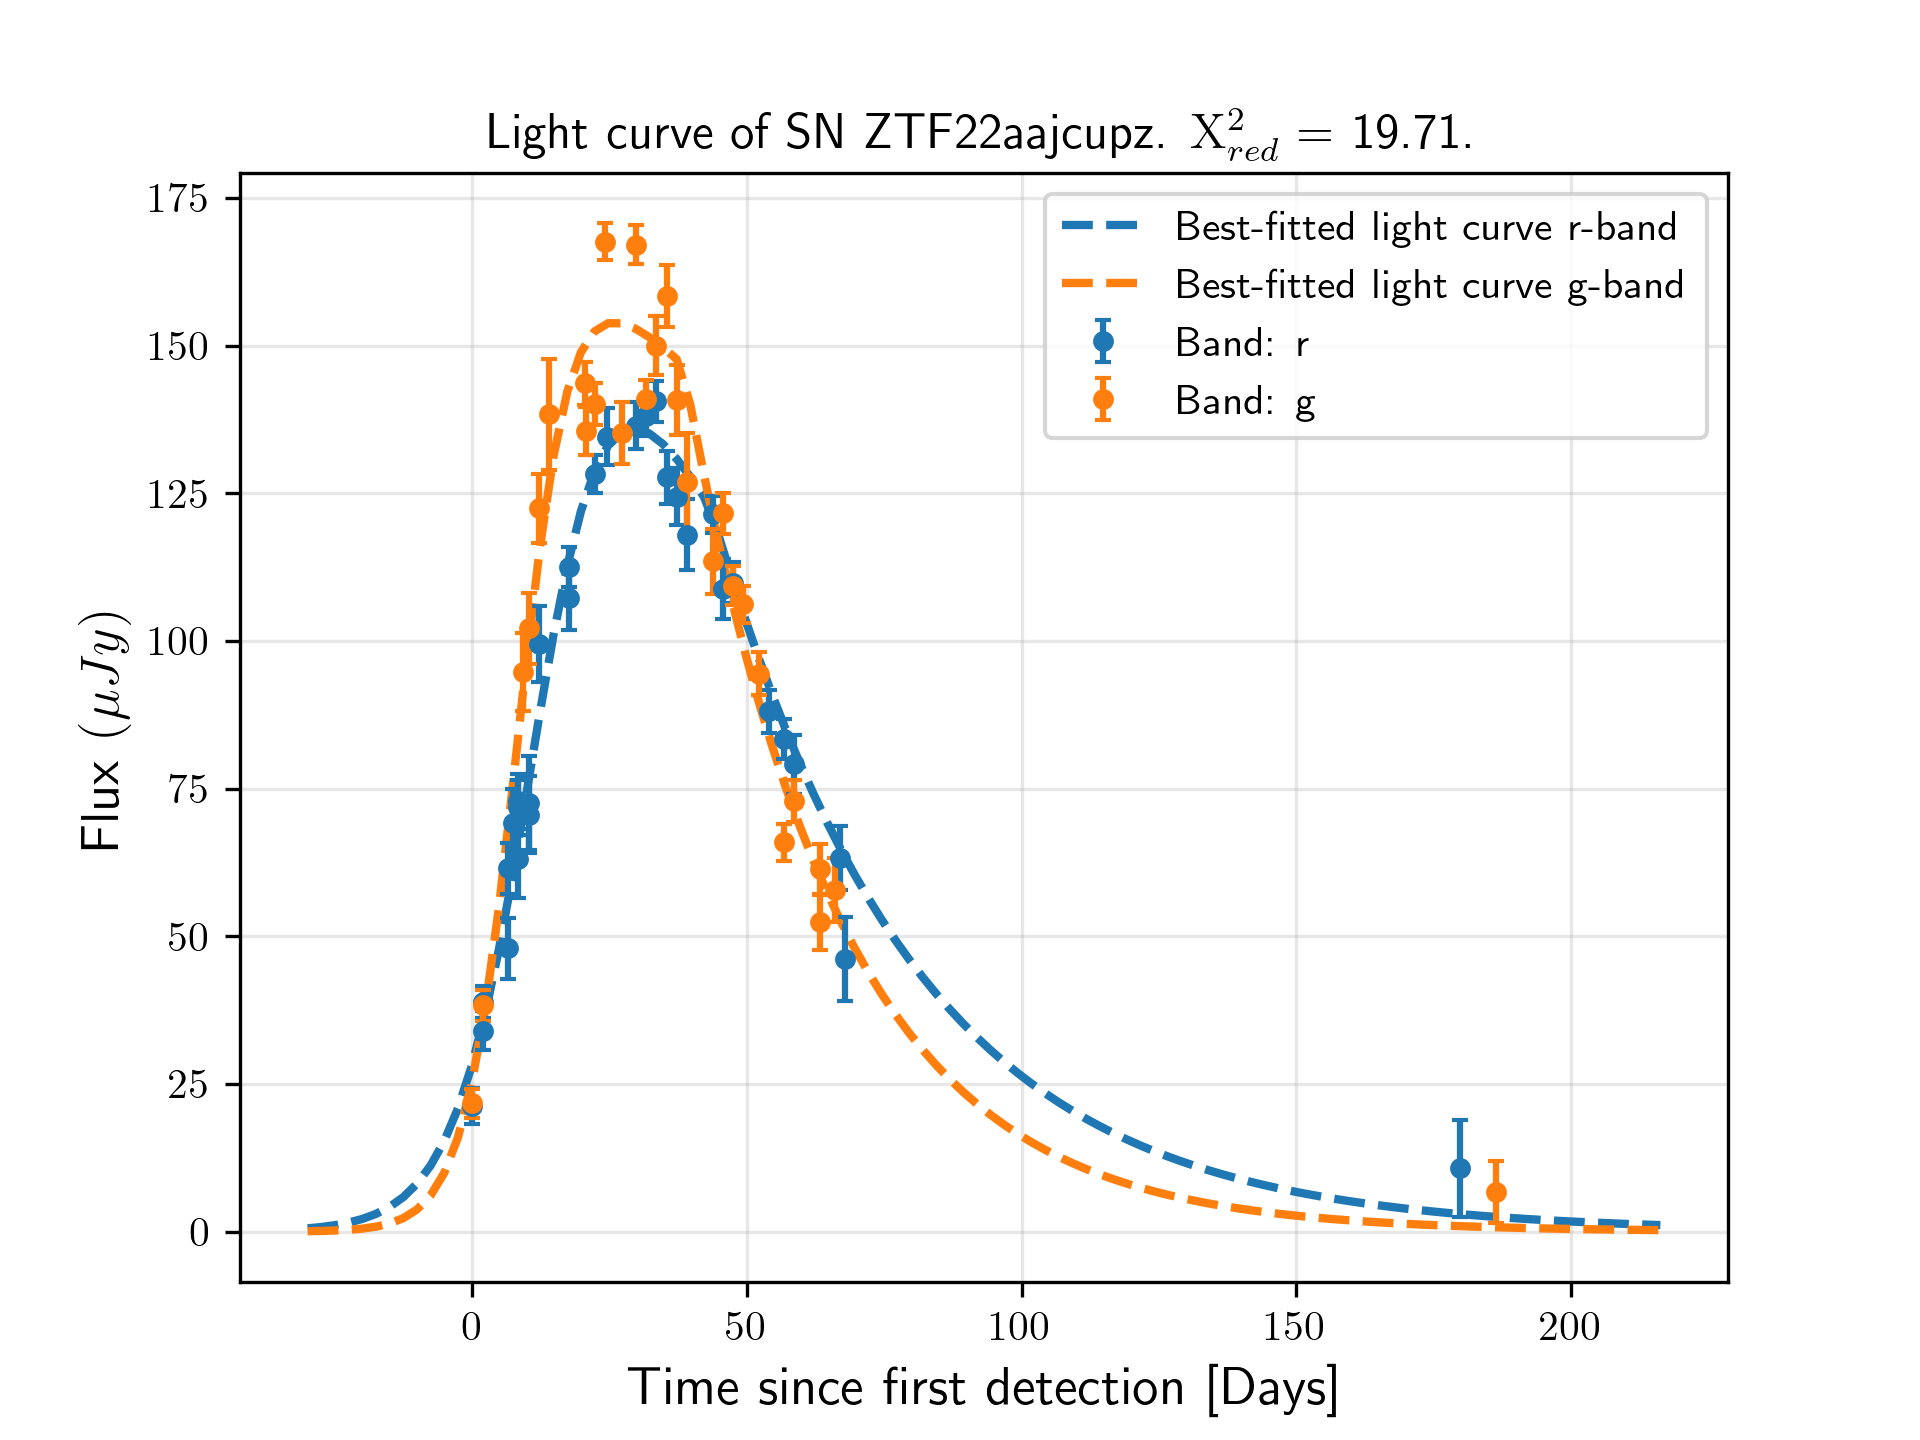 Light curve of SN ZTF22aajcupz. X²_red = 19.71.
175
150
125
100
75
50
25
0
Flux (μJy)
Best-fitted light curve r-band
Best-fitted light curve g-band
Band: r
Band: g
0 50 100 150 200
Time since first detection [Days]